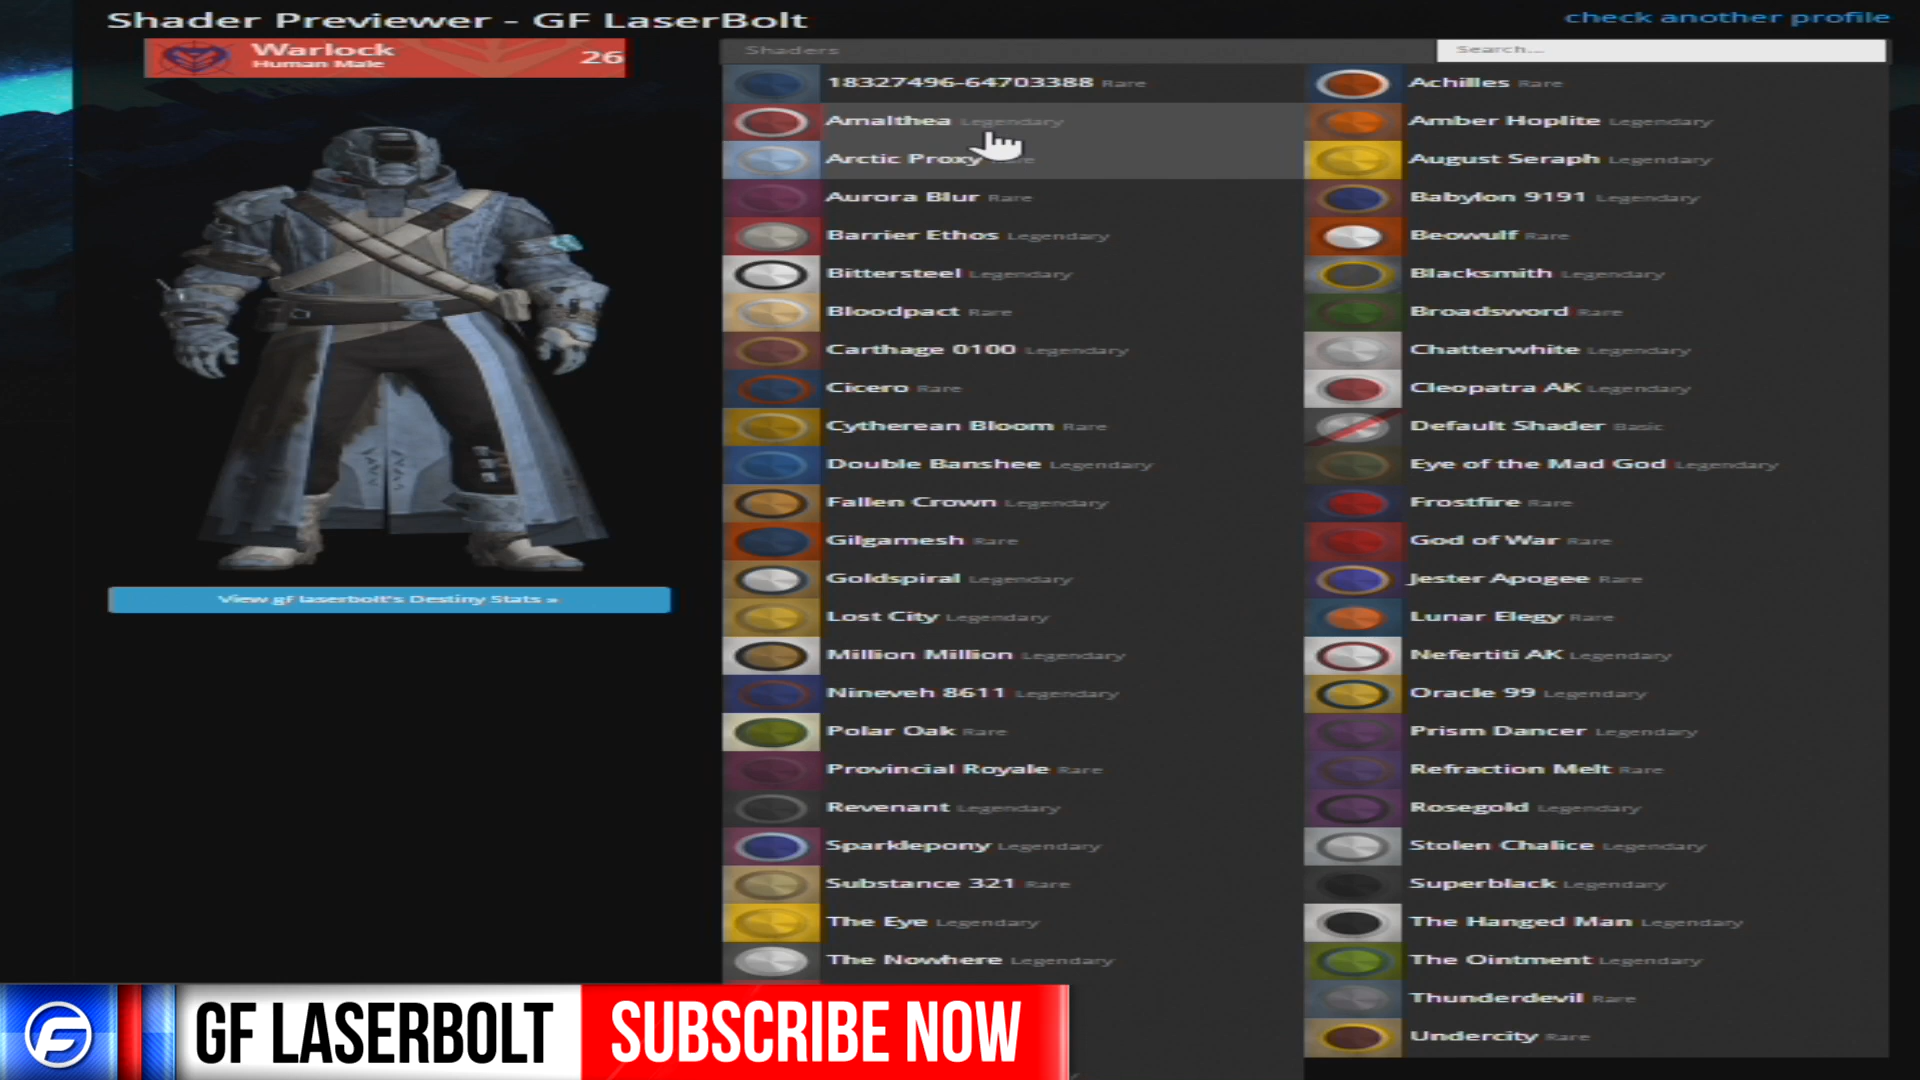 Shader Previewer - GF LaserBolt
check another profile
Warlock
Human Male
26
Shaders
Search...
18327496-64703388 Rare
Achilles Rare
Amalthea Legendary
Amber Hoplite Legendary
Arctic Proxy
August Seraph Legendary
Aurora Blur Rare
Babylon 9191 Legendary
Barrier Ethos Legendary
Beowulf Rare
Bittersteel Legendary
Blacksmith Legendary
Bloodpact Rare
Broadsword Rare
Carthage 0100 Legendary
Chatterwhite Legendary
Cicero Rare
Cleopatra AK Legendary
Cytherean Bloom Rare
Default Shader Basic
Double Banshee Legendary
Eye of the Mad God Legendary
Fallen Crown Legendary
Frostfire Rare
Gilgamesh Rare
God of War Rare
Goldspiral Legendary
Jester Apogee Rare
View gf laserbolt's Destiny Stats »
Lost City Legendary
Lunar Elegy Rare
Million Million Legendary
Nefertiti AK Legendary
Nineveh 8611 Legendary
Oracle 99 Legendary
Polar Oak Rare
Prism Dancer Legendary
Provincial Royale Rare
Refraction Melt Rare
Revenant Legendary
Rosegold Legendary
Sparklepony Legendary
Stolen Chalice Legendary
Substance 321 Rare
Superblack Legendary
The Eye Legendary
The Hanged Man Legendary
The Nowhere Legendary
The Ointment Legendary
Thunderdevil Rare
Undercity Rare
GF LASERBOLT
SUBSCRIBE NOW